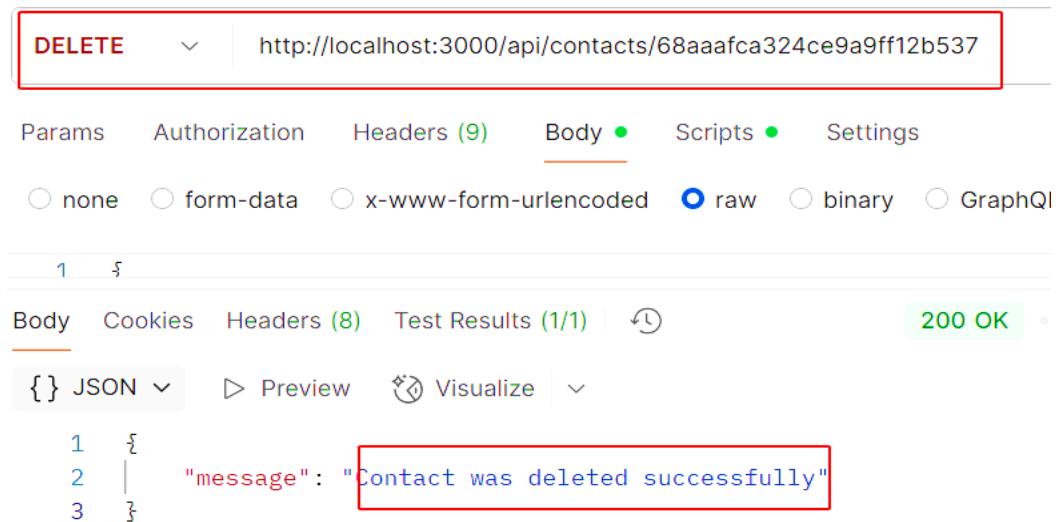 DELETE http://localhost:3000/api/contacts/68aaafca324ce9a9ff12b537
Params Authorization Headers (9) Body Scripts Settings
none form-data x-www-form-urlencoded raw binary GraphQl
1 {
Body Cookies Headers (8) Test Results (1/1) 200 OK
{} JSON Preview Visualize
1 {
2 "message": "Contact was deleted successfully"
3 }